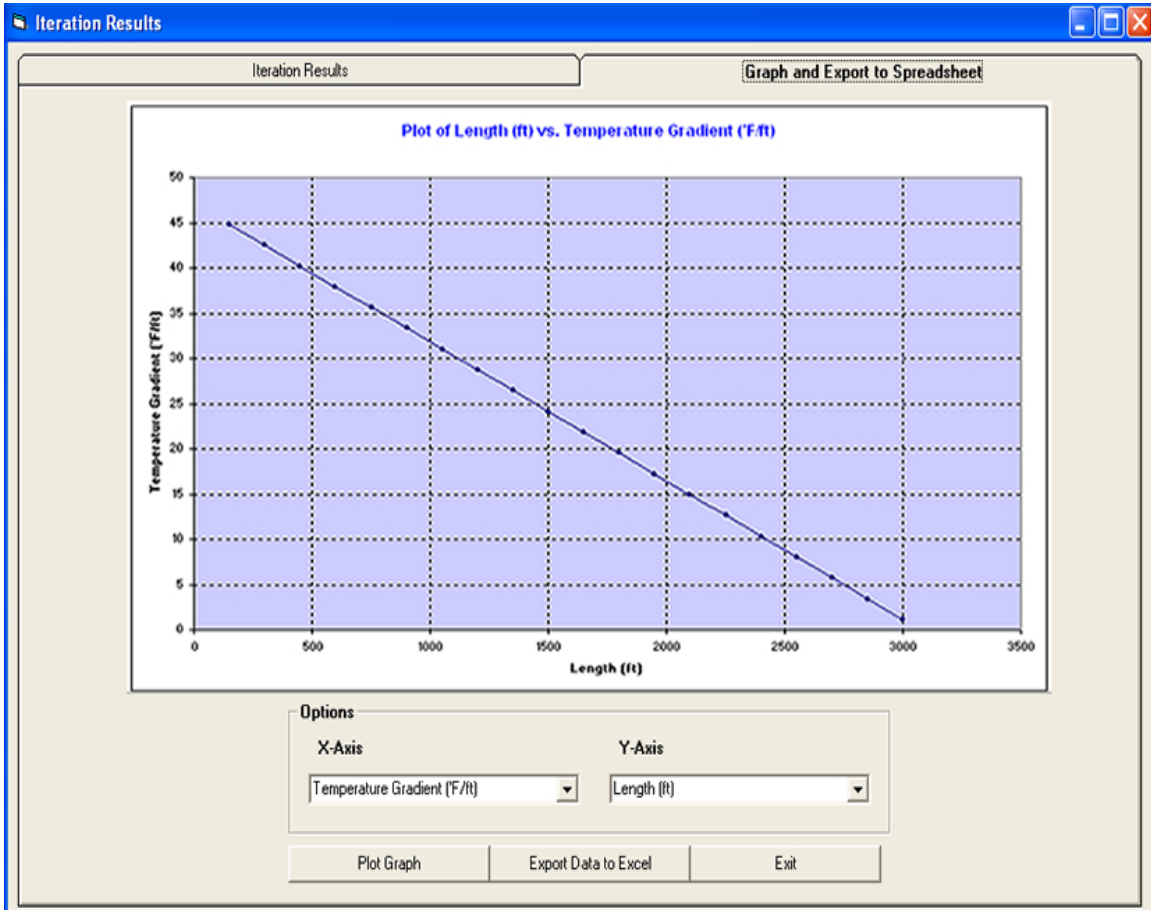 Iteration Results
Iteration Results
Graph and Export to Spreadsheet
Plot of Length (ft) vs. Temperature Gradient (°F/ft)
50
45
40
35
30
25
20
15
10
5
0
Temperature Gradient (°F/ft)
0 500 1000 1500 2000 2500 3000 3500
Length (ft)
Options
X-Axis Y-Axis
Temperature Gradient (°F/ft) Length (ft)
Plot Graph Export Data to Excel Exit